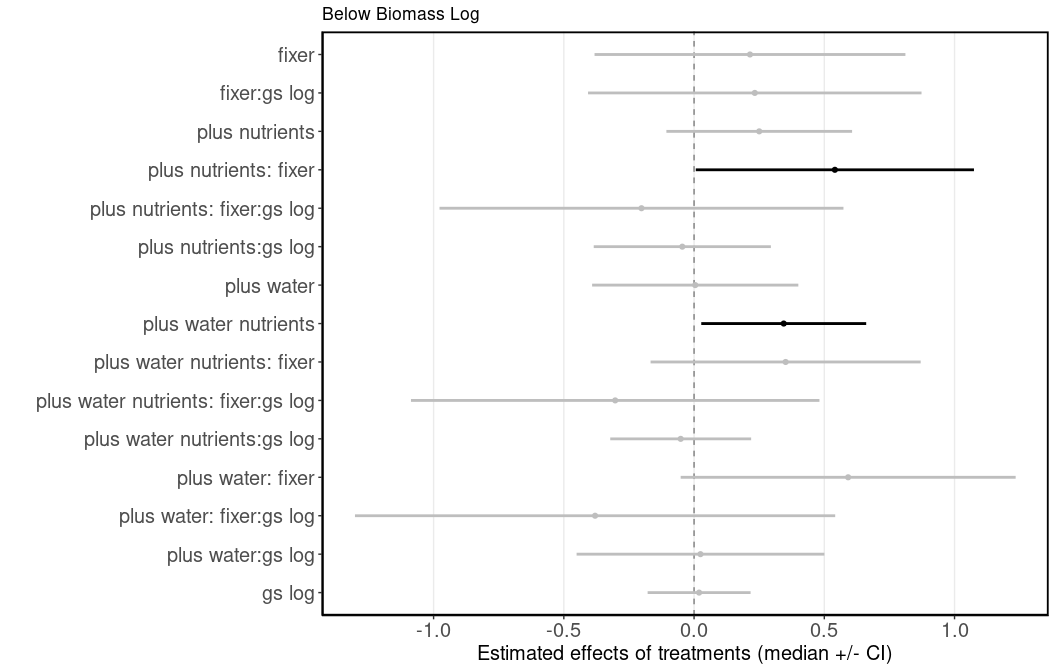 Below Biomass Log
fixer
fixer:gs log
plus nutrients
plus nutrients: fixer
plus nutrients: fixer:gs log
plus nutrients:gs log
plus water
plus water nutrients
plus water nutrients: fixer
plus water nutrients: fixer:gs log
plus water nutrients:gs log
plus water: fixer
plus water: fixer:gs log
plus water:gs log
gs log
-1.0 -0.5 0.0 0.5 1.0
Estimated effects of treatments (median +/- CI)